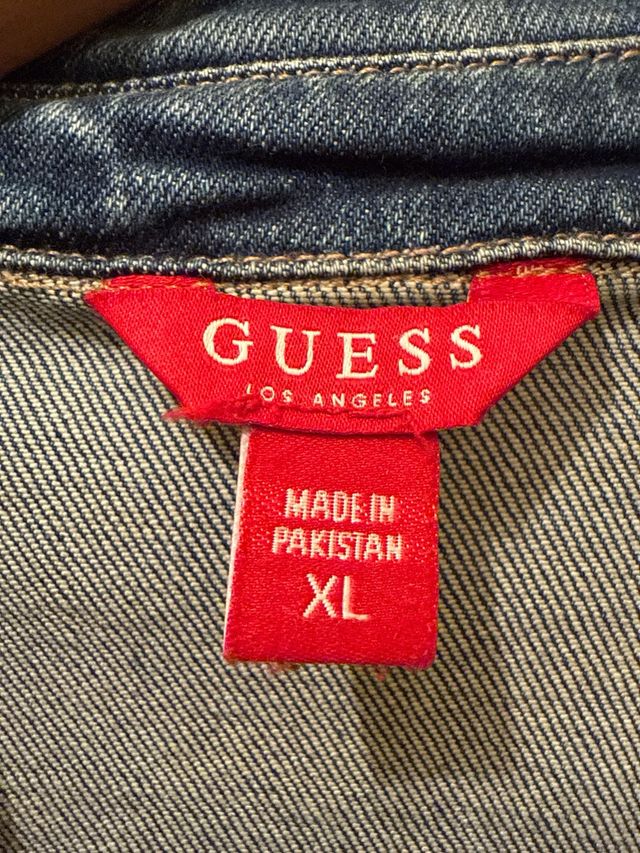 GUESS
LOS ANGELES
MADE IN
PAKISTAN
XL